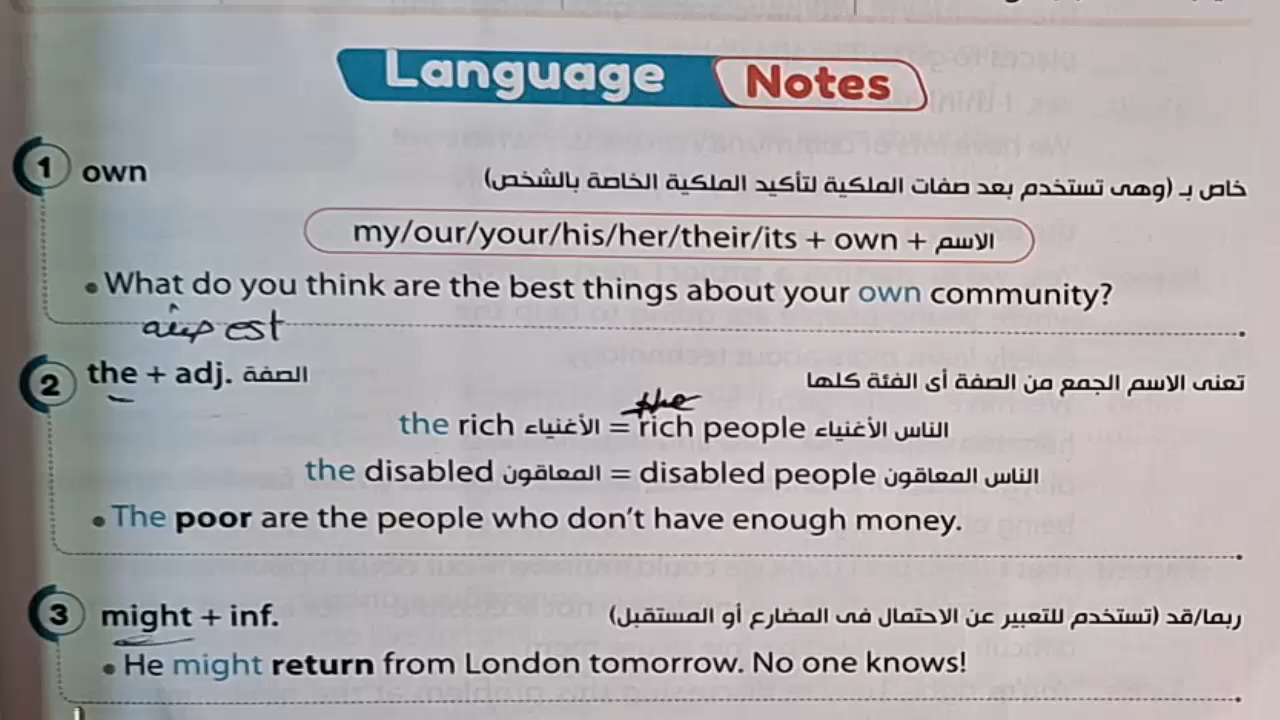 Language Notes
1 own
خاص بـ (وهى تستخدم بعد صفات الملكية لتأكيد الملكية الخاصة بالشخص)
my/our/your/his/her/their/its + own + الاسم
• What do you think are the best things about your own community?
est
2 the + adj. الصفة
تعنى الاسم الجمع من الصفة أى الفئة كلها
the
the rich الأغنياء = rich people الناس الأغنياء
the disabled المعاقون = disabled people الناس المعاقون
• The poor are the people who don't have enough money.
3 might + inf.
ربما/قد (تستخدم للتعبير عن الاحتمال فى المضارع أو المستقبل)
• He might return from London tomorrow. No one knows!